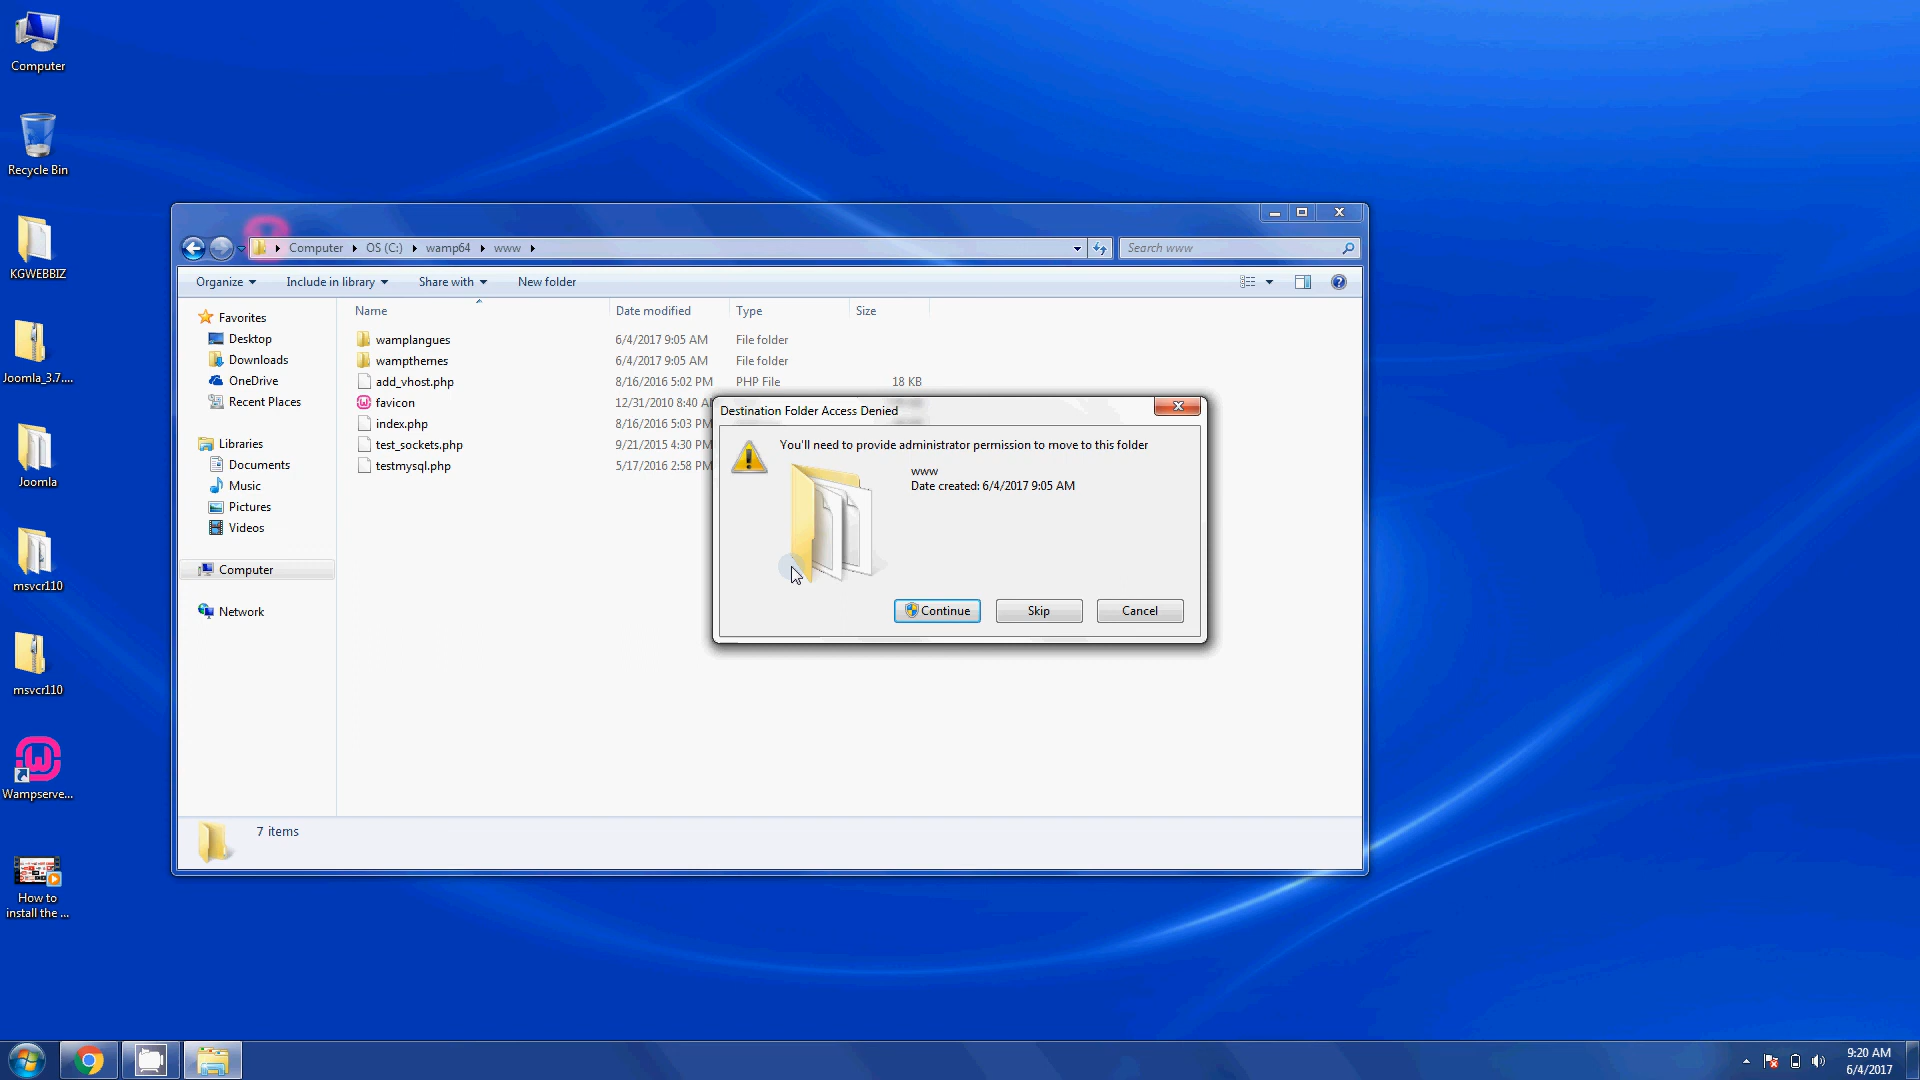 Computer
Recycle Bin
KGWEBBIZ
Joomla_3.7....
Joomla
msvcr110
msvcr110
Wampserve...
How to
install the ...
Computer
OS (C:)
wamp64
www
Search www
Organize
Include in library
Share with
New folder
Favorites
Desktop
Downloads
OneDrive
Recent Places
Libraries
Documents
Music
Pictures
Videos
Computer
Network
Name Date modified Type Size
wamplangues 6/4/2017 9:05 AM File folder
wampthemes 6/4/2017 9:05 AM File folder
add_vhost.php 8/16/2016 5:02 PM PHP File 18 KB
favicon 12/31/2010 8:40
index.php 8/16/2016 5:03 PM
test_sockets.php 9/21/2015 4:30 PM
testmysql.php 5/17/2016 2:58 PM
7 items
Destination Folder Access Denied
You'll need to provide administrator permission to move to this folder
www
Date created: 6/4/2017 9:05 AM
Continue
Skip
Cancel
9:20 AM
6/4/2017